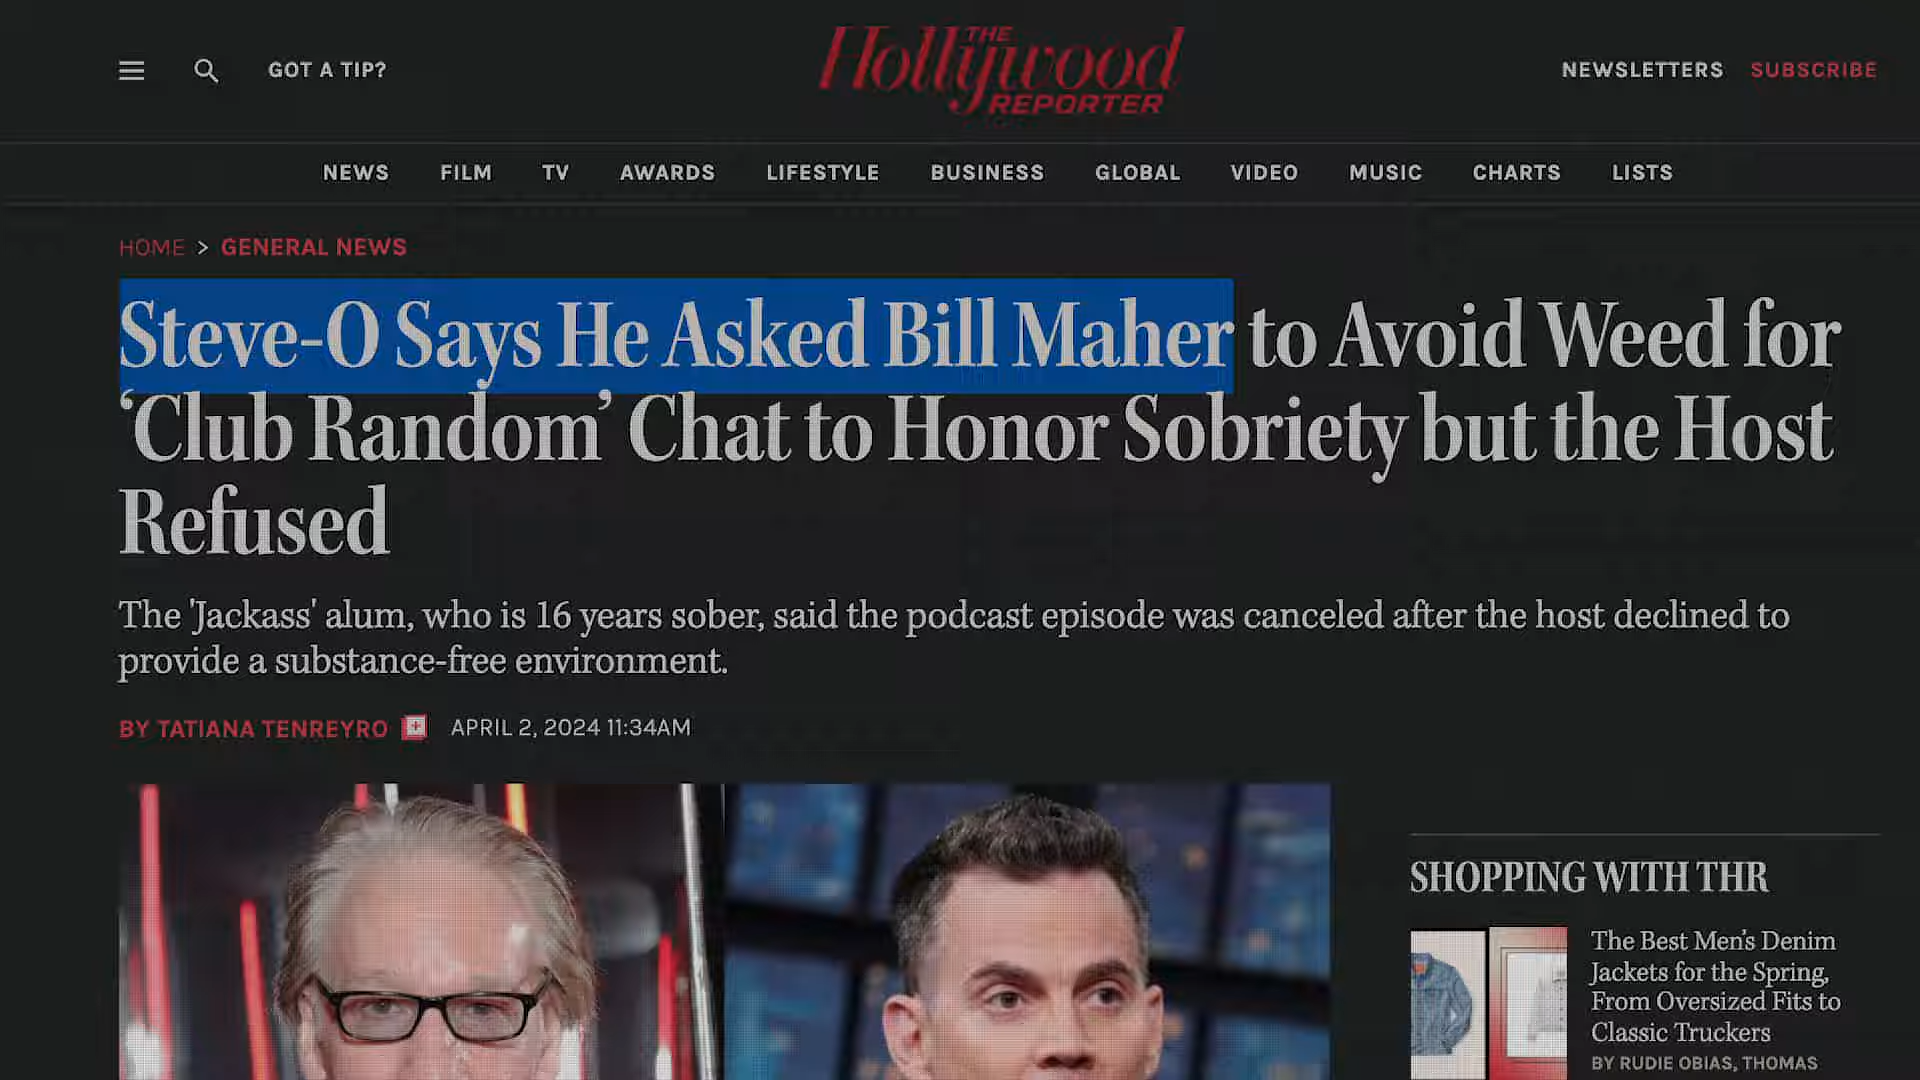 GOT A TIP?
THE
Hollywood
REPORTER
NEWSLETTERS SUBSCRIBE
NEWS FILM TV AWARDS LIFESTYLE BUSINESS GLOBAL VIDEO MUSIC CHARTS LISTS
HOME > GENERAL NEWS
Steve-O Says He Asked Bill Maher to Avoid Weed for
‘Club Random’ Chat to Honor Sobriety but the Host
Refused
The 'Jackass' alum, who is 16 years sober, said the podcast episode was canceled after the host declined to
provide a substance-free environment.
BY TATIANA TENREYRO APRIL 2, 2024 11:34AM
SHOPPING WITH THR
The Best Men’s Denim
Jackets for the Spring,
From Oversized Fits to
Classic Truckers
BY RUDIE OBIAS, THOMAS